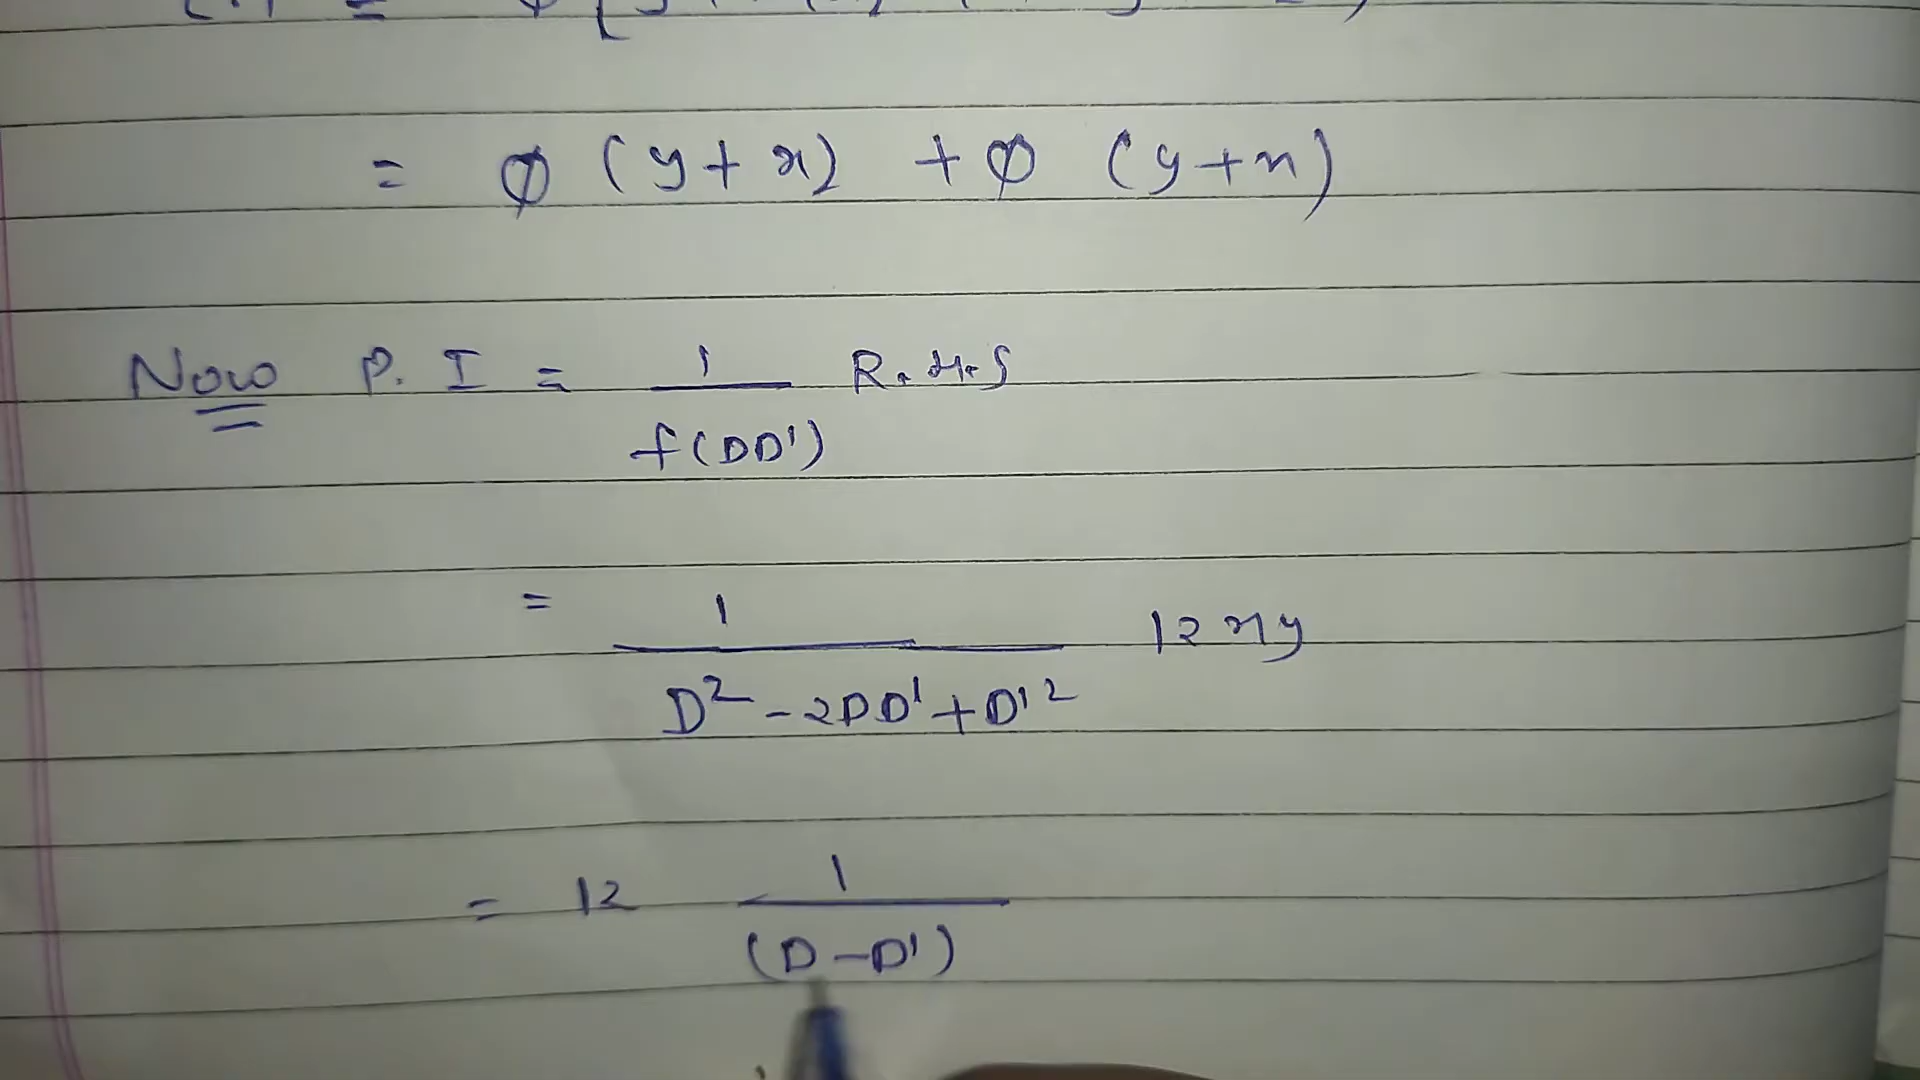 = φ (y+x) + φ (y+x)
Now P.I = 1/f(DD') R.H.S
= 1/(D²-2DD'+D'²) 12xy
= 12 1/(D-D')